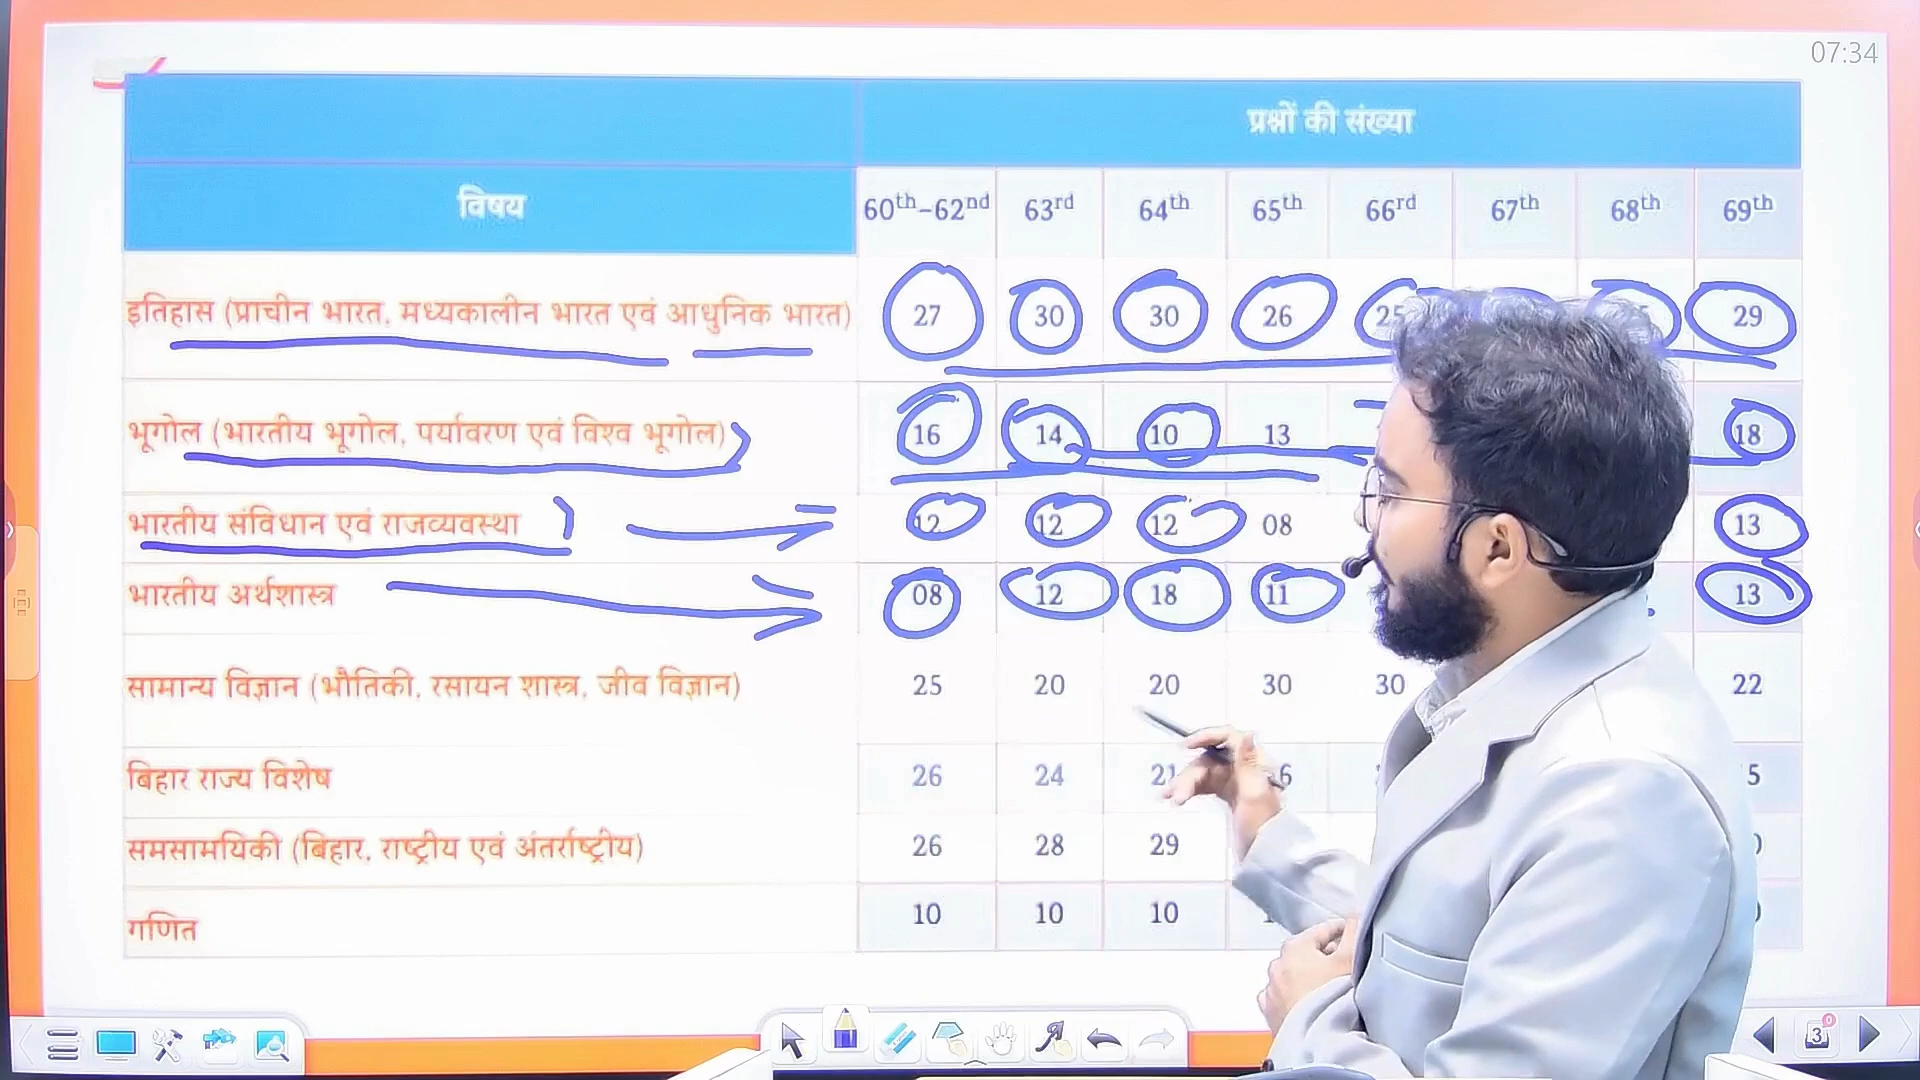 07:34
प्रश्नों की संख्या
विषय 60th–62nd 63rd 64th 65th 66rd 67th 68th 69th
इतिहास (प्राचीन भारत, मध्यकालीन भारत एवं आधुनिक भारत) 27 30 30 26 25 29
भूगोल (भारतीय भूगोल, पर्यावरण एवं विश्व भूगोल) 16 14 10 13 18
भारतीय संविधान एवं राजव्यवस्था 12 12 12 08 13
भारतीय अर्थशास्त्र 08 12 18 11 13
सामान्य विज्ञान (भौतिकी, रसायन शास्त्र, जीव विज्ञान) 25 20 20 30 30 22
बिहार राज्य विशेष 26 24 21
समसामयिकी (बिहार, राष्ट्रीय एवं अंतर्राष्ट्रीय) 26 28 29
गणित 10 10 10
3